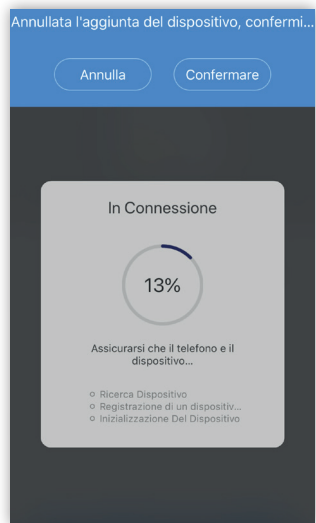 Annullata l'aggiunta del dispositivo, confermi...
Annulla
Confermare
In Connessione
13%
Assicurarsi che il telefono e il
dispositivo...
Ricerca Dispositivo
Registrazione di un dispositiv...
Inizializzazione Del Dispositivo